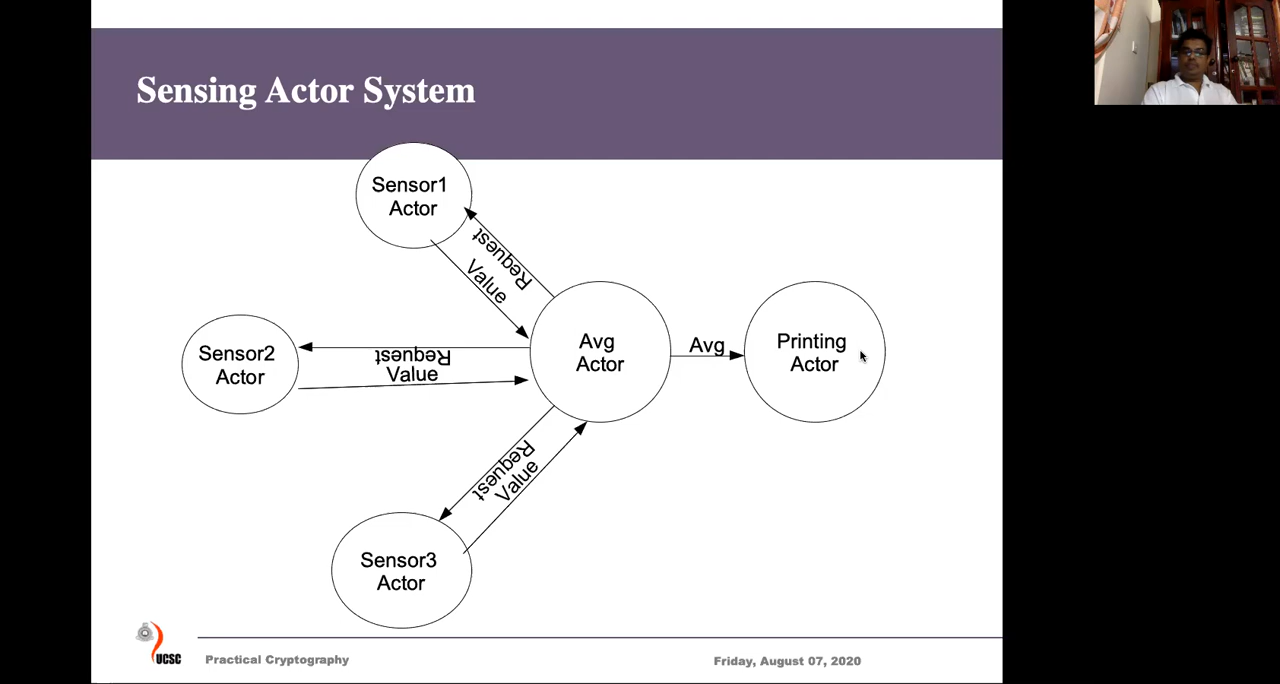 Sensing Actor System
Sensor1
Actor
Request
Value
Sensor2
Actor
Request
Value
Avg
Actor
Avg
Printing
Actor
Request
Value
Sensor3
Actor
UCSC
Practical Cryptography
Friday, August 07, 2020